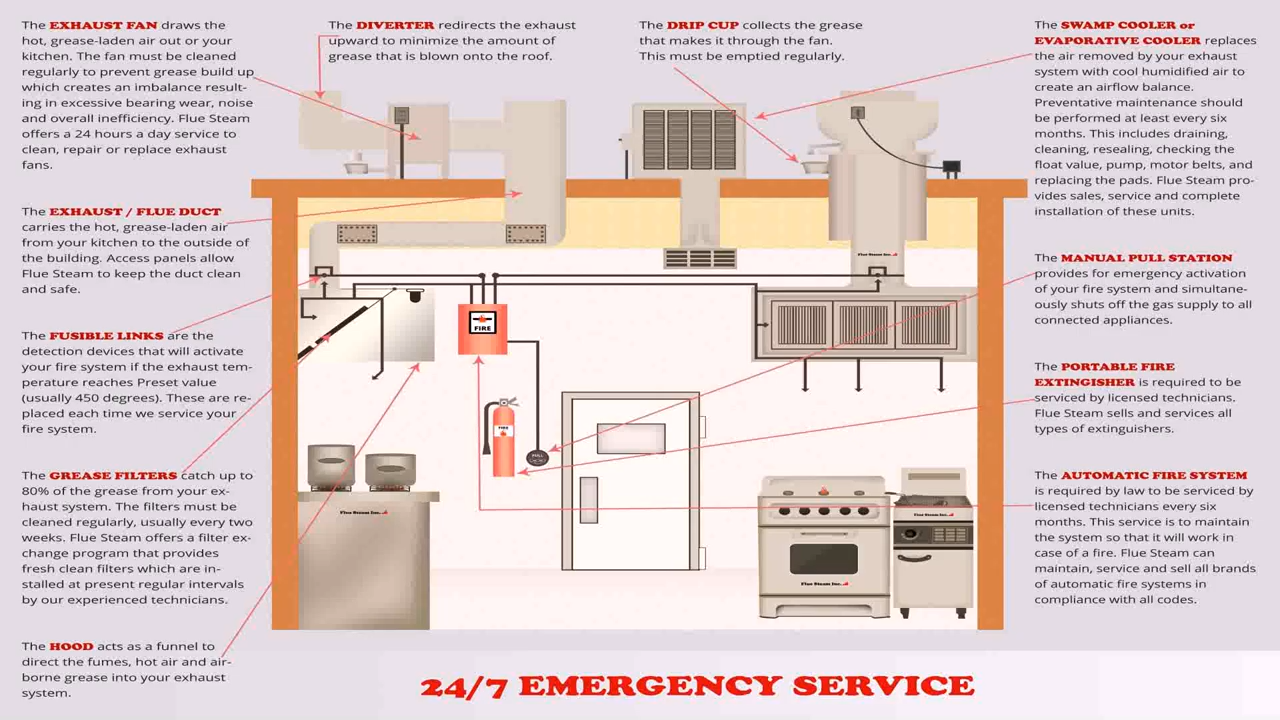 The EXHAUST FAN draws the
hot, grease-laden air out or your
kitchen. The fan must be cleaned
regularly to prevent grease build up
which creates an imbalance result-
ing in excessive bearing wear, noise
and overall inefficiency. Flue Steam
offers a 24 hours a day service to
clean, repair or replace exhaust
fans.
The EXHAUST / FLUE DUCT
carries the hot, grease-laden air
from your kitchen to the outside of
the building. Access panels allow
Flue Steam to keep the duct clean
and safe.
The FUSIBLE LINKS are the
detection devices that will activate
your fire system if the exhaust tem-
perature reaches Preset value
(usually 450 degrees). These are re-
placed each time we service your
fire system.
The GREASE FILTERS catch up to
80% of the grease from your ex-
haust system. The filters must be
cleaned regularly, usually every two
weeks. Flue Steam offers a filter ex-
change program that provides
fresh clean filters which are in-
stalled at present regular intervals
by our experienced technicians.
The HOOD acts as a funnel to
direct the fumes, hot air and air-
borne grease into your exhaust
system.
The DIVERTER redirects the exhaust
upward to minimize the amount of
grease that is blown onto the roof.
The DRIP CUP collects the grease
that makes it through the fan.
This must be emptied regularly.
The SWAMP COOLER or
EVAPORATIVE COOLER replaces
the air removed by your exhaust
system with cool humidified air to
create an airflow balance.
Preventative maintenance should
be performed at least every six
months. This includes draining,
cleaning, resealing, checking the
float value, pump, motor belts, and
replacing the pads. Flue Steam pro-
vides sales, service and complete
installation of these units.
The MANUAL PULL STATION
provides for emergency activation
of your fire system and simultane-
ously shuts off the gas supply to all
connected appliances.
The PORTABLE FIRE
EXTINGISHER is required to be
serviced by licensed technicians.
Flue Steam sells and services all
types of extinguishers.
The AUTOMATIC FIRE SYSTEM
is required by law to be serviced by
licensed technicians every six
months. This service is to maintain
the system so that it will work in
case of a fire. Flue Steam can
maintain, service and sell all brands
of automatic fire systems in
compliance with all codes.
Flue Steam Inc.
FIRE
FIRE
PULL
Flue Steam Inc.
Flue Steam Inc.
Flue Steam Inc.
24/7 EMERGENCY SERVICE